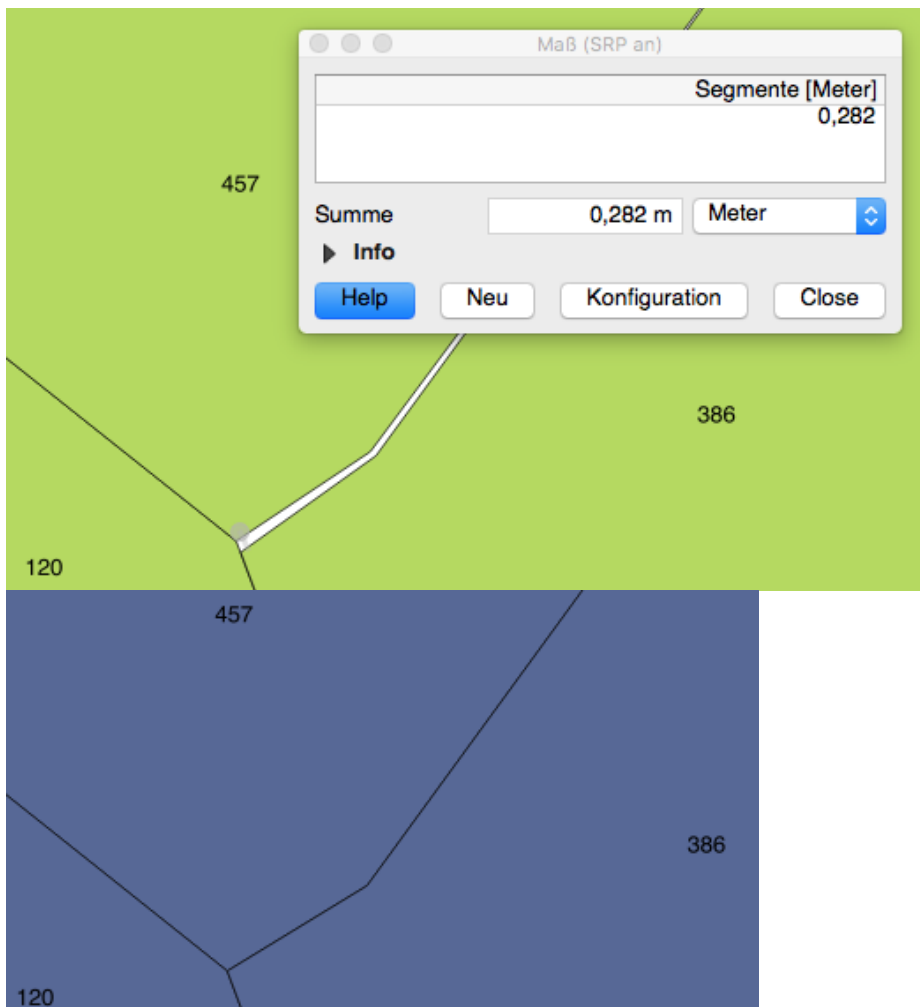 Maß (SRP an)
Segmente [Meter]
0,282
457
Summe 0,282 m Meter
Info
Help Neu Konfiguration Close
386
120
457
386
120